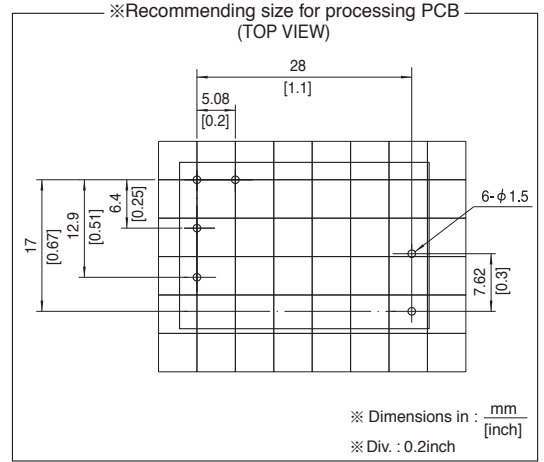 ※Recommending size for processing PCB
(TOP VIEW)
28
[1.1]
5.08
[0.2]
6.4
[0.25]
12.9
[0.51]
17
[0.67]
6-φ1.5
7.62
[0.3]
※ Dimensions in : mm
[inch]
※Div. : 0.2inch